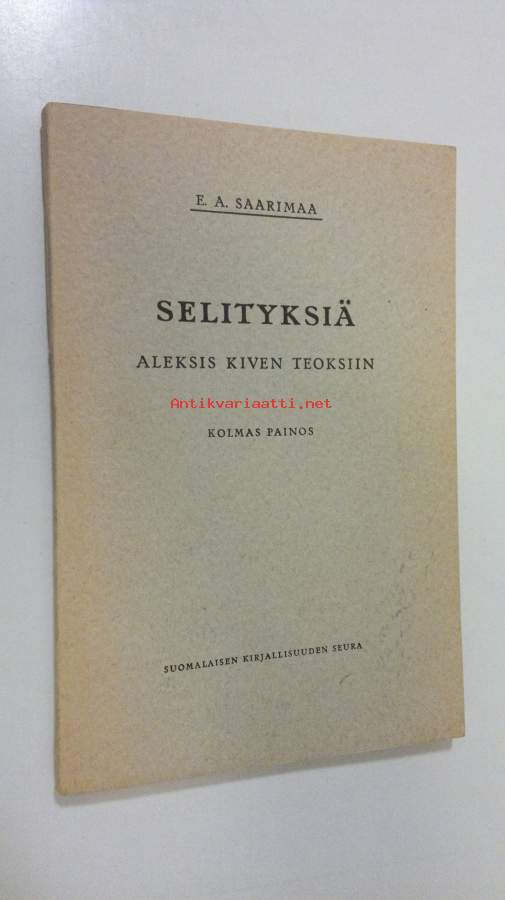 E. A. SAARIMAA
SELITYKSIÄ
ALEKSIS KIVEN TEOKSIIN
Antikvariaatti.net
KOLMAS PAINOS
SUOMALAISEN KIRJALLISUUDEN SEURA